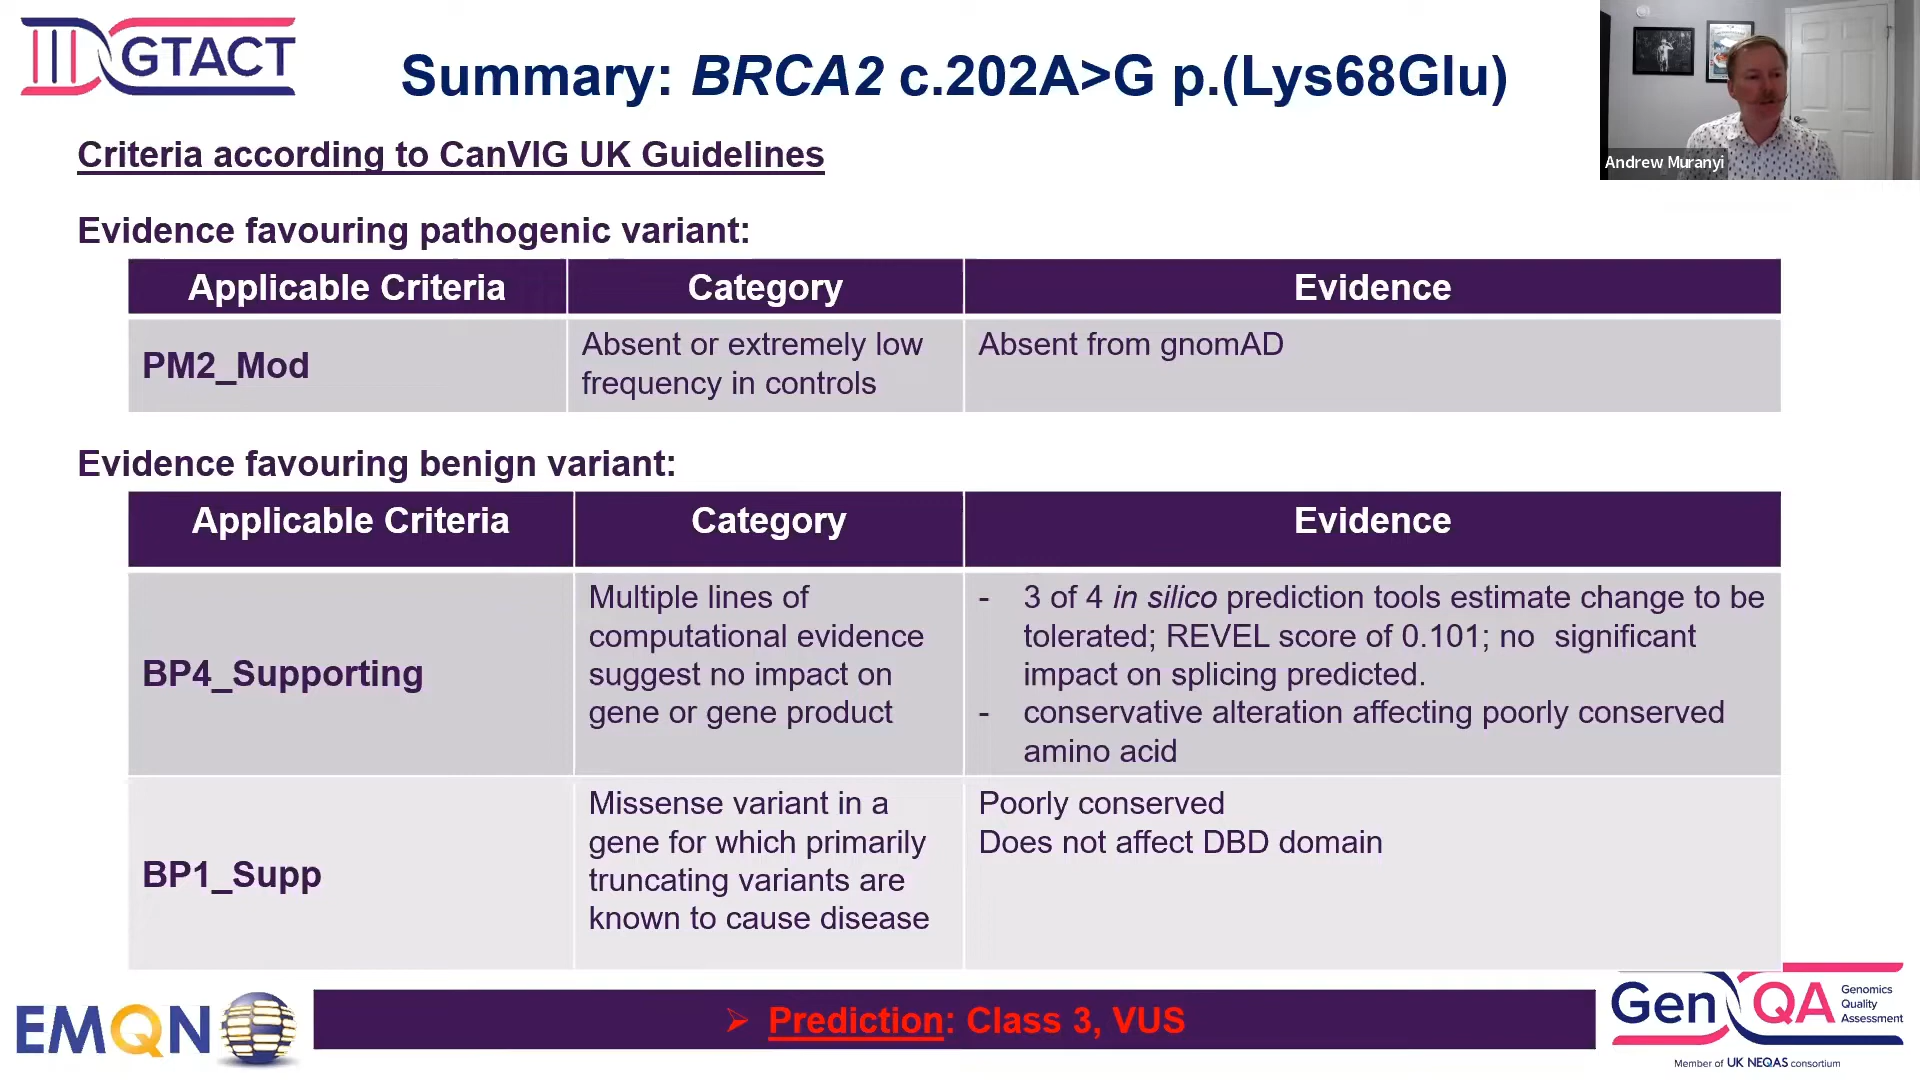 GTACT
Summary: BRCA2 c.202A>G p.(Lys68Glu)
Andrew Muranyi
Criteria according to CanVIG UK Guidelines
Evidence favouring pathogenic variant:
Applicable Criteria Category Evidence
PM2_Mod
Absent or extremely low
frequency in controls
Absent from gnomAD
Evidence favouring benign variant:
Applicable Criteria Category Evidence
BP4_Supporting
Multiple lines of
computational evidence
suggest no impact on
gene or gene product
- 3 of 4 in silico prediction tools estimate change to be
tolerated; REVEL score of 0.101; no significant
impact on splicing predicted.
- conservative alteration affecting poorly conserved
amino acid
BP1_Supp
Missense variant in a
gene for which primarily
truncating variants are
known to cause disease
Poorly conserved
Does not affect DBD domain
EMQN
➢ Prediction: Class 3, VUS
GenQA
Genomics
Quality
Assessment
Member of UK NEQAS consortium